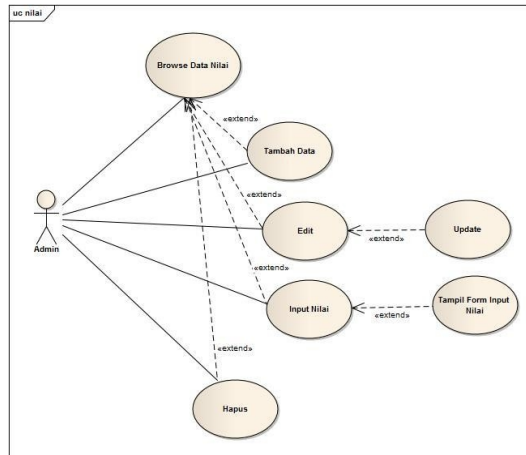 uc nilai
Browse Data Nilai
«extend»
Tambah Data
«extend»
Admin
Edit
«extend»
Update
«extend»
Input Nilai
«extend»
Tampil Form Input
Nilai
«extend»
Hapus